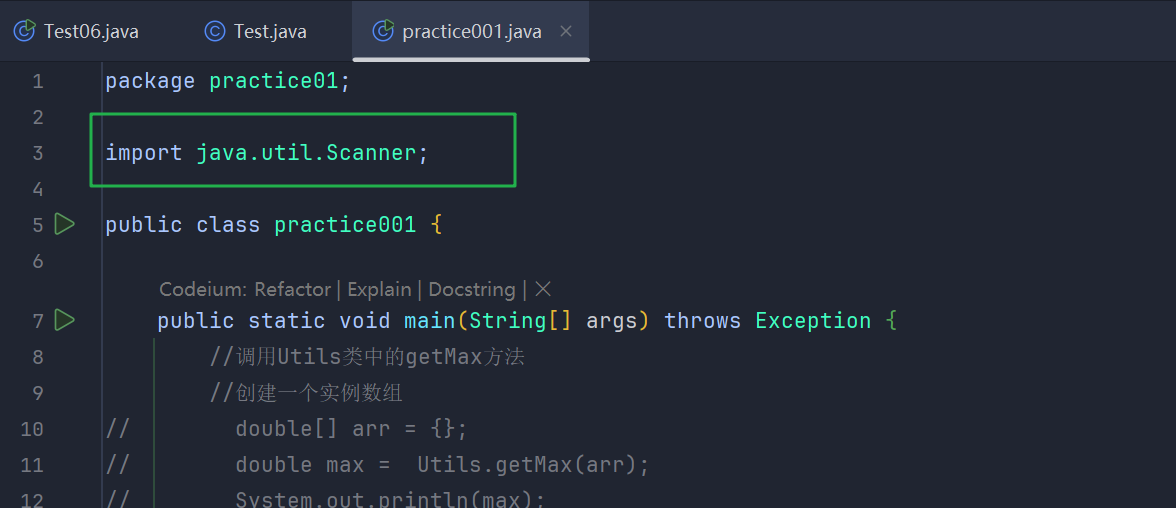 Test06.java Test.java practice001.java
1 package practice01;
2
3 import java.util.Scanner;
4
5 public class practice001 {
6
Codeium: Refactor | Explain | Docstring |
7 public static void main(String[] args) throws Exception {
8 //调用Utils类中的getMax方法
9 //创建一个实例数组
10 // double[] arr = {};
11 // double max = Utils.getMax(arr);
12 // System.out.println(max);